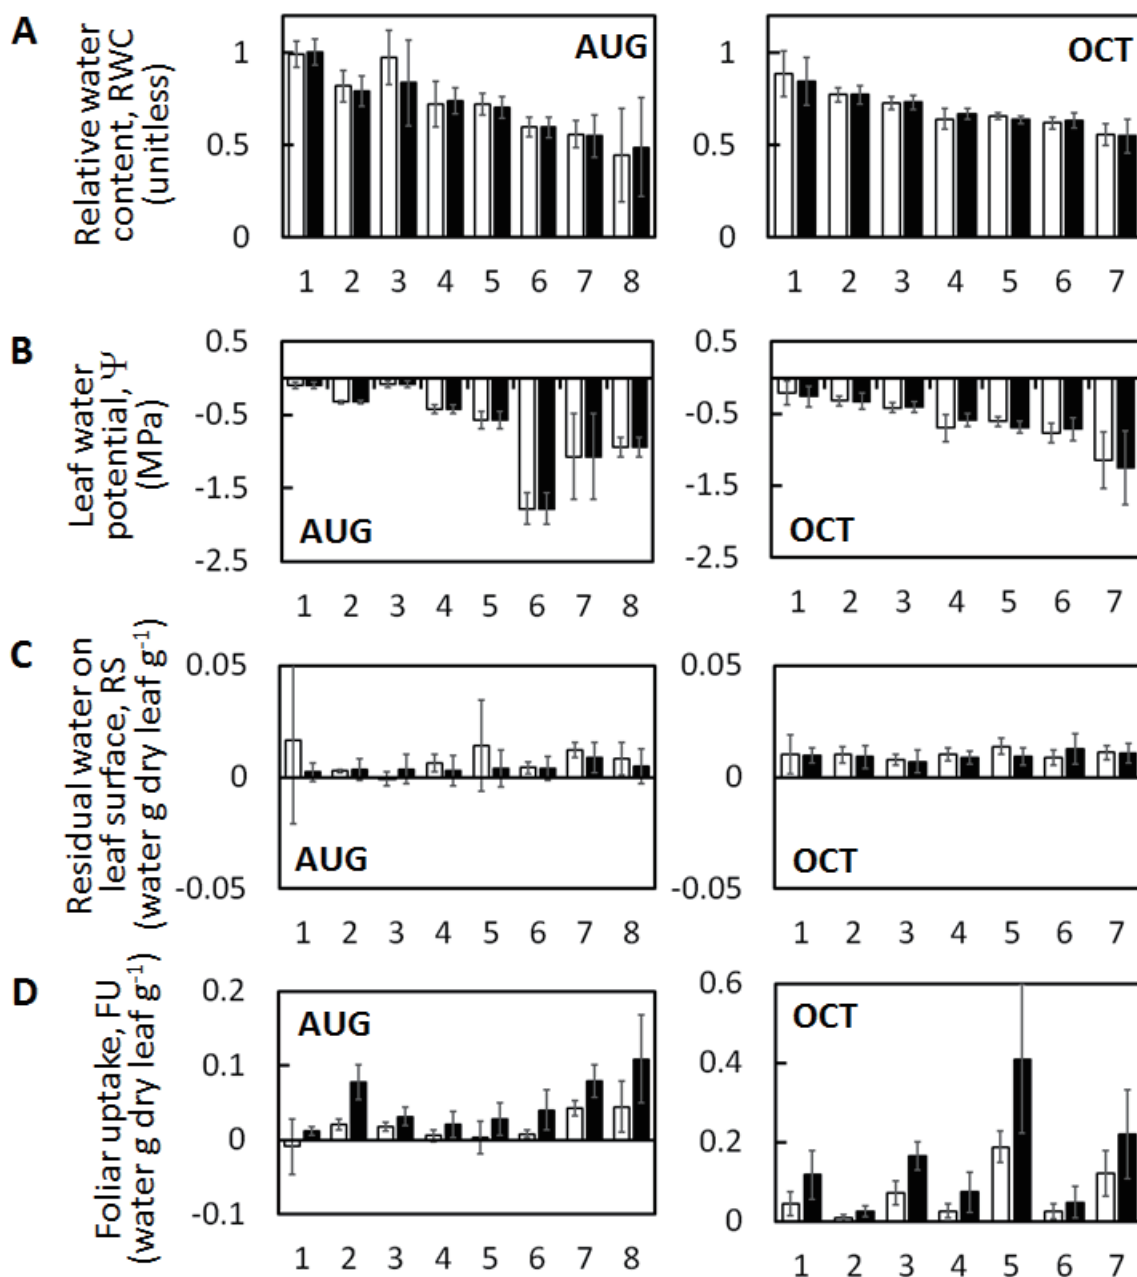 A
Relative water
content, RWC
(unitless)
1
0.5
0
AUG
1 2 3 4 5 6 7 8
1
0.5
0
OCT
1 2 3 4 5 6 7
B
Leaf water
potential, Ψ
(MPa)
0.5
-0.5
-1.5
-2.5
AUG
1 2 3 4 5 6 7 8
0.5
-0.5
-1.5
-2.5
OCT
1 2 3 4 5 6 7
C
Residual water on
leaf surface, RS
(water g dry leaf g⁻¹)
0.05
0
-0.05
AUG
1 2 3 4 5 6 7 8
0.05
0
-0.05
OCT
1 2 3 4 5 6 7
D
Foliar uptake, FU
(water g dry leaf g⁻¹)
0.2
0.1
0
-0.1
AUG
1 2 3 4 5 6 7 8
0.6
0.4
0.2
0
OCT
1 2 3 4 5 6 7